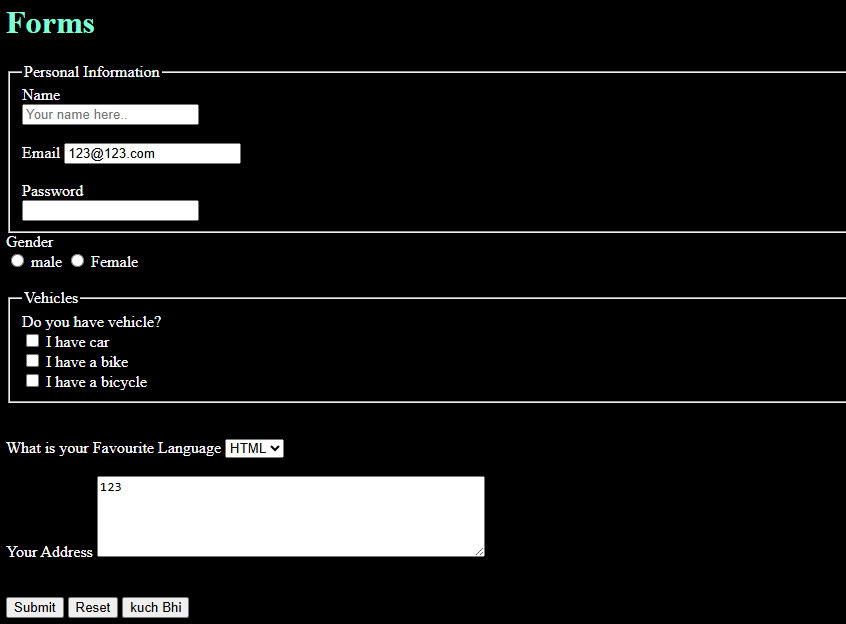 Forms
Personal Information
Name
Your name here..
Email 123@123.com
Password
Gender
male Female
Vehicles
Do you have vehicle?
I have car
I have a bike
I have a bicycle
What is your Favourite Language HTML
123
Your Address
Submit Reset kuch Bhi